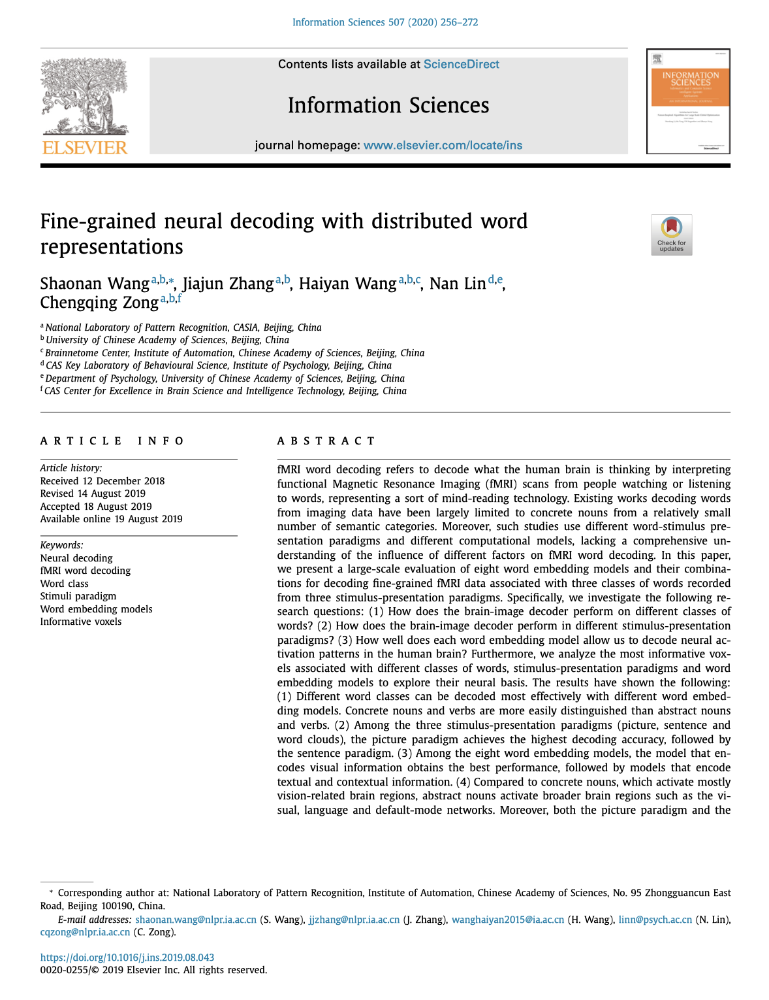 Information Sciences 507 (2020) 256–272
Contents lists available at ScienceDirect
Information Sciences
journal homepage: www.elsevier.com/locate/ins
ELSEVIER
INFORMATION
SCIENCES
Fine-grained neural decoding with distributed word
representations
Check for
updates
Shaonan Wang a,b,*, Jiajun Zhang a,b, Haiyan Wang a,b,c, Nan Lin d,e,
Chengqing Zong a,b,f
a National Laboratory of Pattern Recognition, CASIA, Beijing, China
b University of Chinese Academy of Sciences, Beijing, China
c Brainnetome Center, Institute of Automation, Chinese Academy of Sciences, Beijing, China
d CAS Key Laboratory of Behavioural Science, Institute of Psychology, Beijing, China
e Department of Psychology, University of Chinese Academy of Sciences, Beijing, China
f CAS Center for Excellence in Brain Science and Intelligence Technology, Beijing, China
ARTICLE INFO
Article history:
Received 12 December 2018
Revised 14 August 2019
Accepted 18 August 2019
Available online 19 August 2019
Keywords:
Neural decoding
fMRI word decoding
Word class
Stimuli paradigm
Word embedding models
Informative voxels
ABSTRACT
fMRI word decoding refers to decode what the human brain is thinking by interpreting
functional Magnetic Resonance Imaging (fMRI) scans from people watching or listening
to words, representing a sort of mind-reading technology. Existing works decoding words
from imaging data have been largely limited to concrete nouns from a relatively small
number of semantic categories. Moreover, such studies use different word-stimulus pre-
sentation paradigms and different computational models, lacking a comprehensive un-
derstanding of the influence of different factors on fMRI word decoding. In this paper,
we present a large-scale evaluation of eight word embedding models and their combina-
tions for decoding fine-grained fMRI data associated with three classes of words recorded
from three stimulus-presentation paradigms. Specifically, we investigate the following re-
search questions: (1) How does the brain-image decoder perform on different classes of
words? (2) How does the brain-image decoder perform in different stimulus-presentation
paradigms? (3) How well does each word embedding model allow us to decode neural ac-
tivation patterns in the human brain? Furthermore, we analyze the most informative vox-
els associated with different classes of words, stimulus-presentation paradigms and word
embedding models to explore their neural basis. The results have shown the following:
(1) Different word classes can be decoded most effectively with different word embed-
ding models. Concrete nouns and verbs are more easily distinguished than abstract nouns
and verbs. (2) Among the three stimulus-presentation paradigms (picture, sentence and
word clouds), the picture paradigm achieves the highest decoding accuracy, followed by
the sentence paradigm. (3) Among the eight word embedding models, the model that en-
codes visual information obtains the best performance, followed by models that encode
textual and contextual information. (4) Compared to concrete nouns, which activate mostly
vision-related brain regions, abstract nouns activate broader brain regions such as the vi-
sual, language and default-mode networks. Moreover, both the picture paradigm and the
* Corresponding author at: National Laboratory of Pattern Recognition, Institute of Automation, Chinese Academy of Sciences, No. 95 Zhongguancun East
Road, Beijing 100190, China.
E-mail addresses: shaonan.wang@nlpr.ia.ac.cn (S. Wang), jjzhang@nlpr.ia.ac.cn (J. Zhang), wanghaiyan2015@ia.ac.cn (H. Wang), linn@psych.ac.cn (N. Lin),
cqzong@nlpr.ia.ac.cn (C. Zong).
https://doi.org/10.1016/j.ins.2019.08.043
0020-0255/© 2019 Elsevier Inc. All rights reserved.